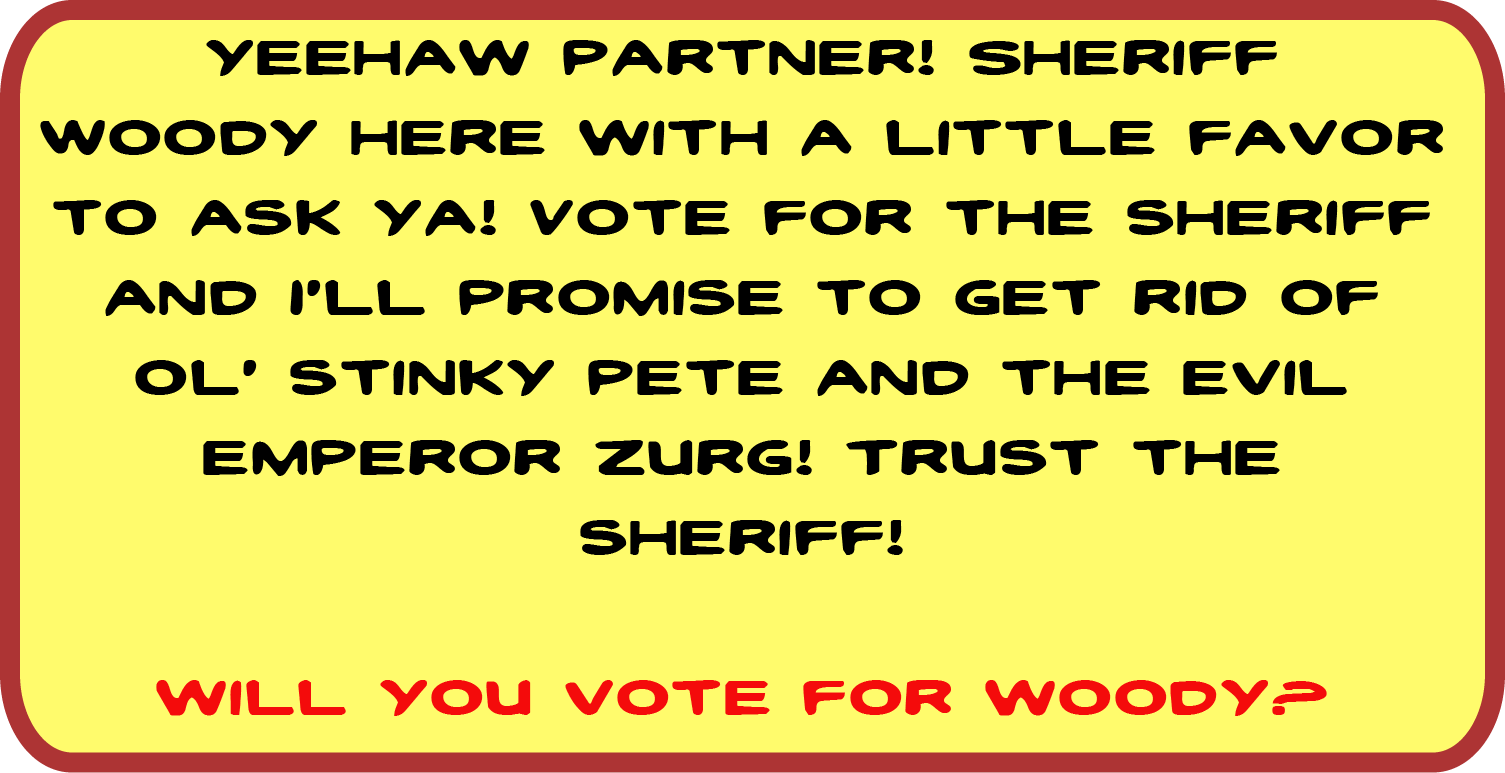 YEEHAW PARTNER! SHERIFF
WOODY HERE WITH A LITTLE FAVOR
TO ASK YA! VOTE FOR THE SHERIFF
AND I'LL PROMISE TO GET RID OF
OL' STINKY PETE AND THE EVIL
EMPEROR ZURG! TRUST THE
SHERIFF!
WILL YOU VOTE FOR WOODY?